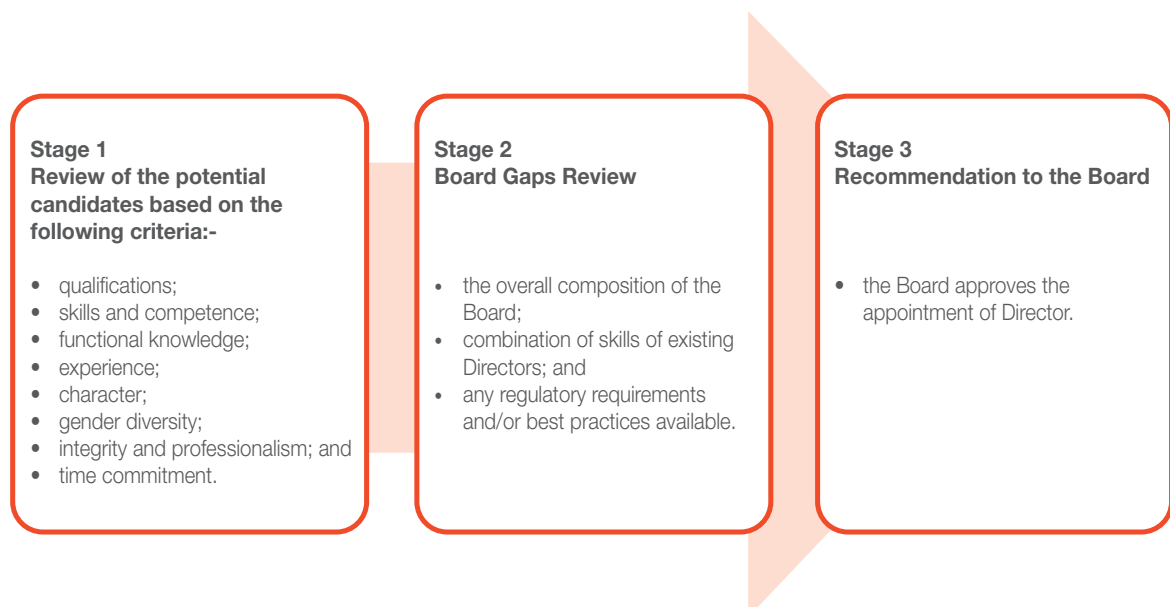 Stage 1
Review of the potential
candidates based on the
following criteria:-
• qualifications;
• skills and competence;
• functional knowledge;
• experience;
• character;
• gender diversity;
• integrity and professionalism; and
• time commitment.
Stage 2
Board Gaps Review
• the overall composition of the
Board;
• combination of skills of existing
Directors; and
• any regulatory requirements
and/or best practices available.
Stage 3
Recommendation to the Board
• the Board approves the
appointment of Director.